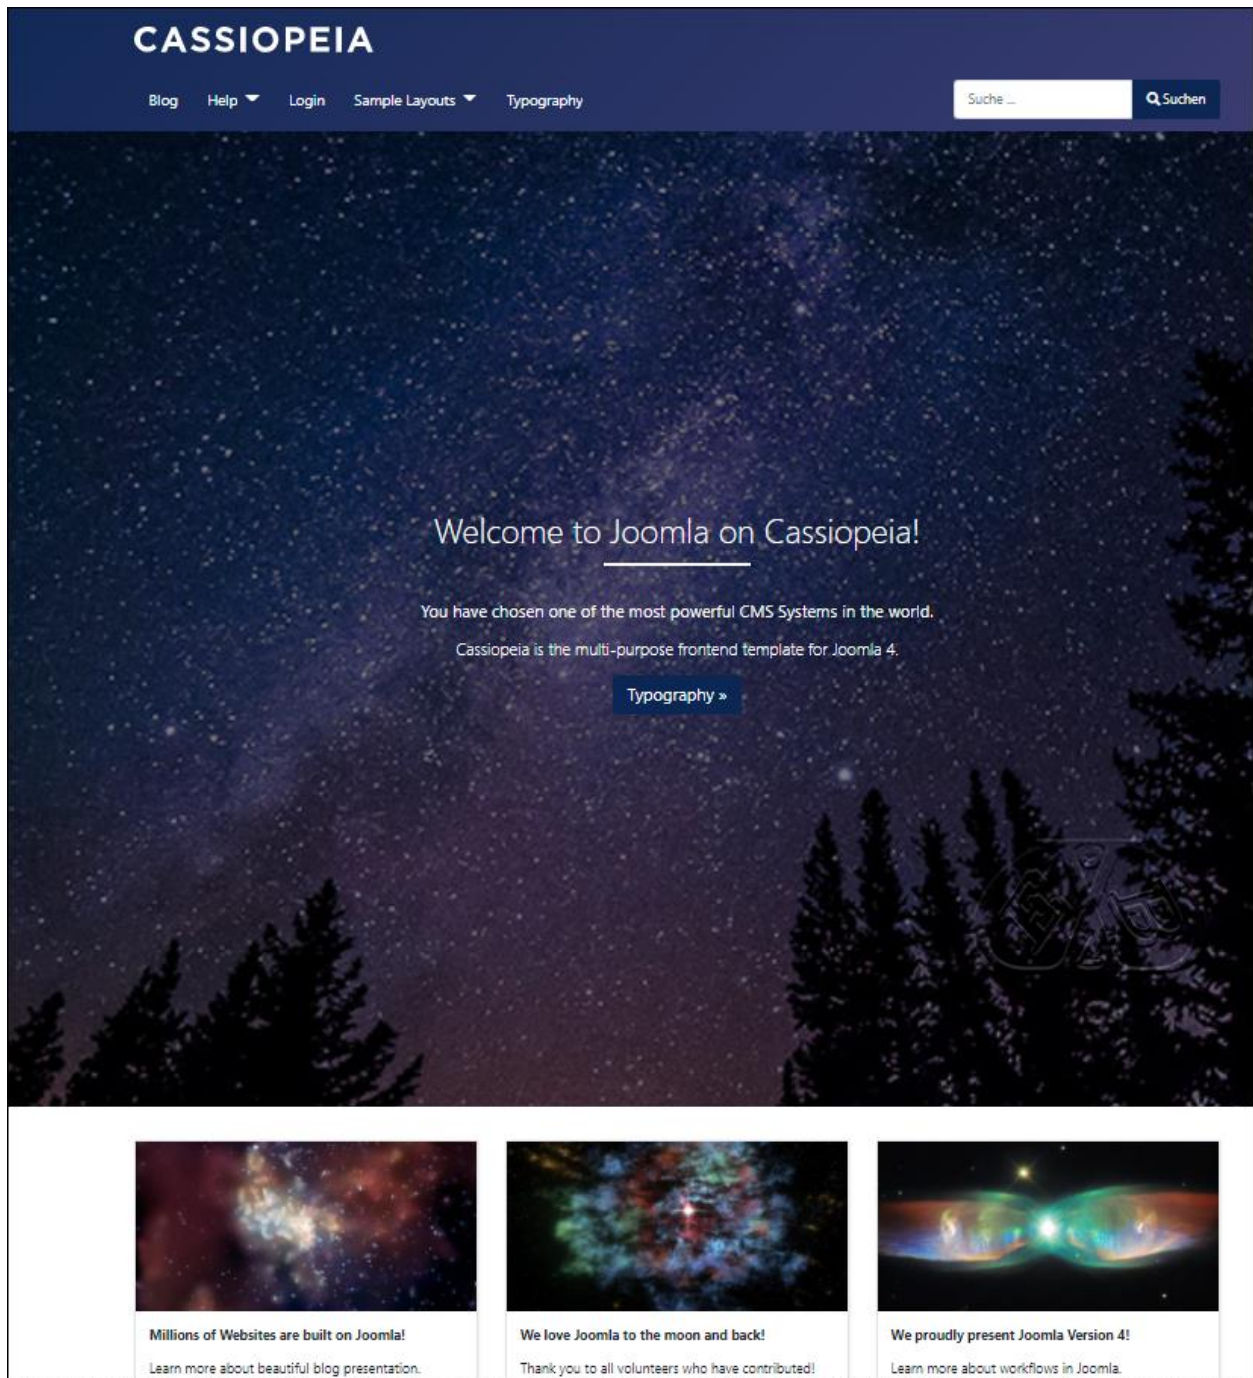 CASSIOPEIA
Blog Help Login Sample Layouts Typography Suche ... Suchen
Welcome to Joomla on Cassiopeia!
You have chosen one of the most powerful CMS Systems in the world.
Cassiopeia is the multi-purpose frontend template for Joomla 4.
Typography »
Millions of Websites are built on Joomla!
Learn more about beautiful blog presentation.
We love Joomla to the moon and back!
Thank you to all volunteers who have contributed!
We proudly present Joomla Version 4!
Learn more about workflows in Joomla.